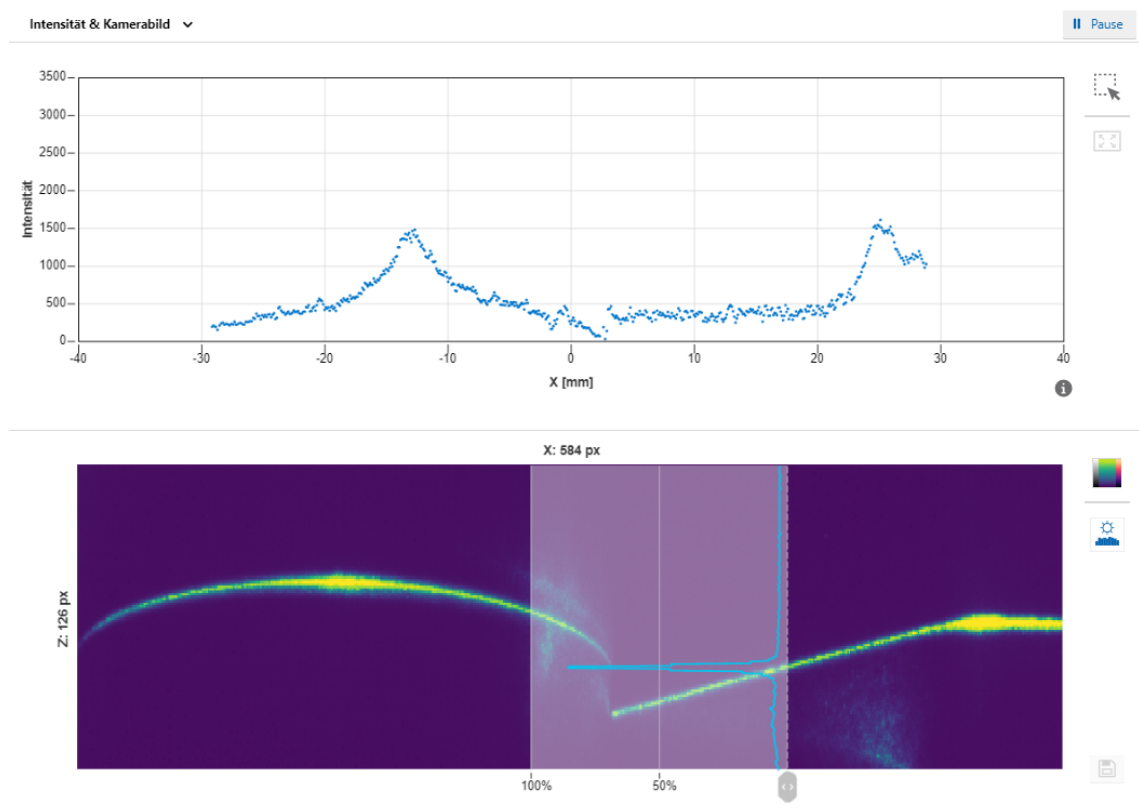 Intensität & Kamerabild
Pause
3500
3000
2500
2000
1500
1000
500
0
Intensität
-40 -30 -20 -10 0 10 20 30 40
X [mm]
X: 584 px
Z: 126 px
100% 50%